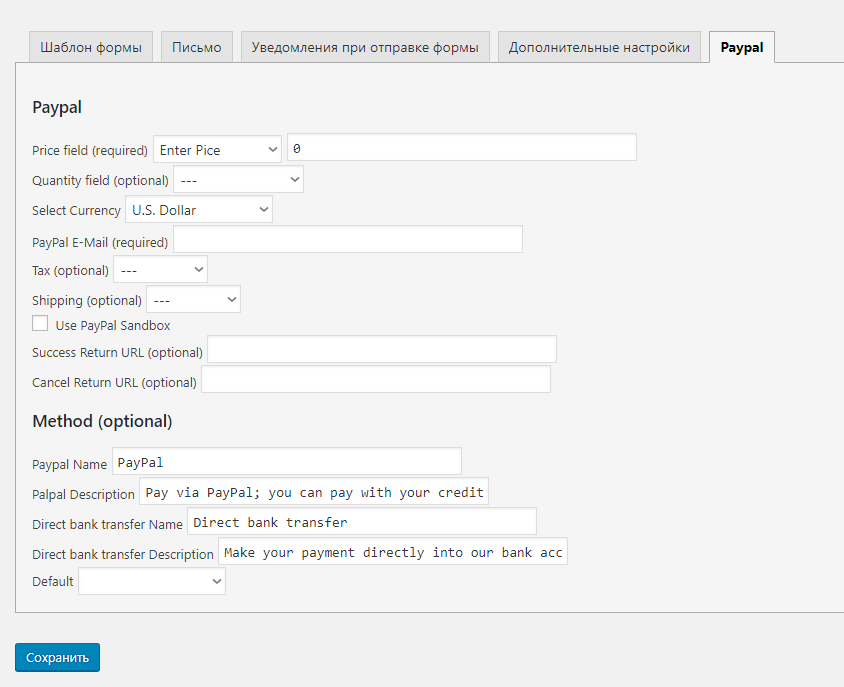 Шаблон формы Письмо Уведомления при отправке формы Дополнительные настройки Paypal
Paypal
Price field (required) Enter Pice 0
Quantity field (optional) ---
Select Currency U.S. Dollar
PayPal E-Mail (required)
Tax (optional) ---
Shipping (optional) ---
Use PayPal Sandbox
Success Return URL (optional)
Cancel Return URL (optional)
Method (optional)
Paypal Name PayPal
Palpal Description Pay via PayPal; you can pay with your credit
Direct bank transfer Name Direct bank transfer
Direct bank transfer Description Make your payment directly into our bank acc
Default
Сохранить